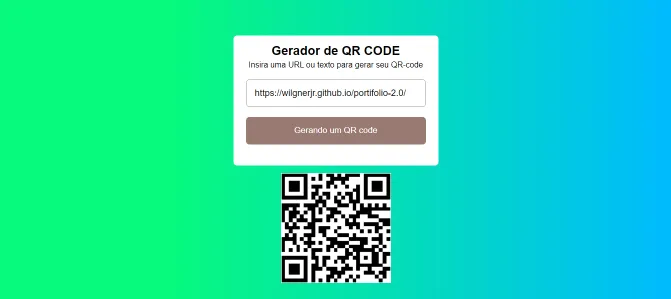 Gerador de QR CODE
Insira uma URL ou texto para gerar seu QR-code
https://wilgnerjr.github.io/portifolio-2.0/
Gerando um QR code